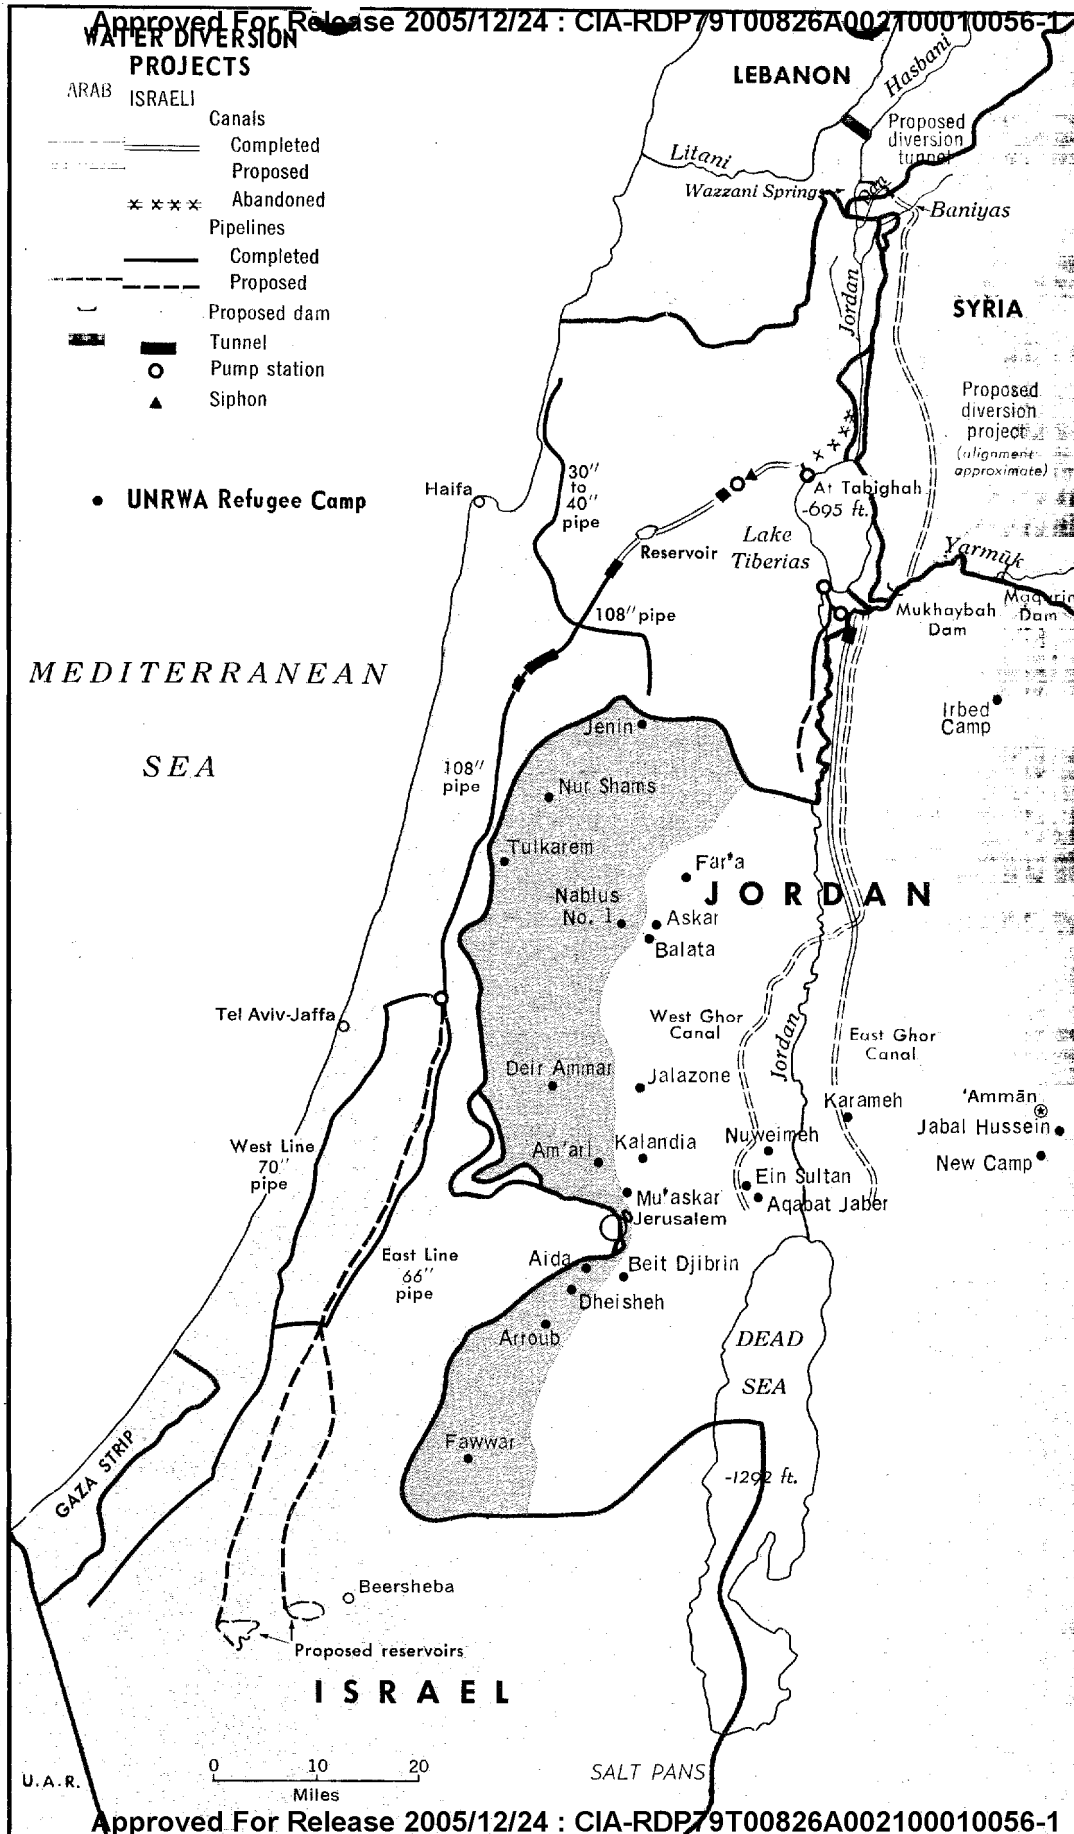 Approved For Release 2005/12/24 : CIA-RDP79T00826A002100010056-1
WATER DIVERSION
PROJECTS
ARAB ISRAELI
Canals
Completed
Proposed
Abandoned
Pipelines
Completed
Proposed
Proposed dam
Tunnel
Pump station
Siphon
UNRWA Refugee Camp
LEBANON
Hasbani
Proposed
diversion
tunnel
Litani
Wazzani Springs
Dan
Baniyas
Jordan
SYRIA
Proposed
diversion
project
(alignment
approximate)
Haifa
30"
to
40"
pipe
At Tabighah
-695 ft.
Reservoir
Lake
Tiberias
Yarmūk
Mukhaybah
Dam
Maqarin
Dam
108" pipe
MEDITERRANEAN
SEA
Irbed
Camp
Jenin
108"
pipe
Nur Shams
Tulkarem
Far'a
JORDAN
Nablus
No. 1
Askar
Balata
Tel Aviv-Jaffa
West Ghor
Canal
Jordan
East Ghor
Canal
Deir Ammar
Jalazone
Karameh
'Ammān
Jabal Hussein
New Camp
West Line
70"
pipe
Am'ari
Kalandia
Nuweimeh
Ein Sultan
Aqabat Jaber
Mu'askar
Jerusalem
East Line
66"
pipe
Aida
Beit Djibrin
Dheisheh
Arroub
DEAD
SEA
Fawwar
-1292 ft.
GAZA STRIP
Beersheba
Proposed reservoirs
ISRAEL
U.A.R.
0 10 20
Miles
SALT PANS
Approved For Release 2005/12/24 : CIA-RDP79T00826A002100010056-1